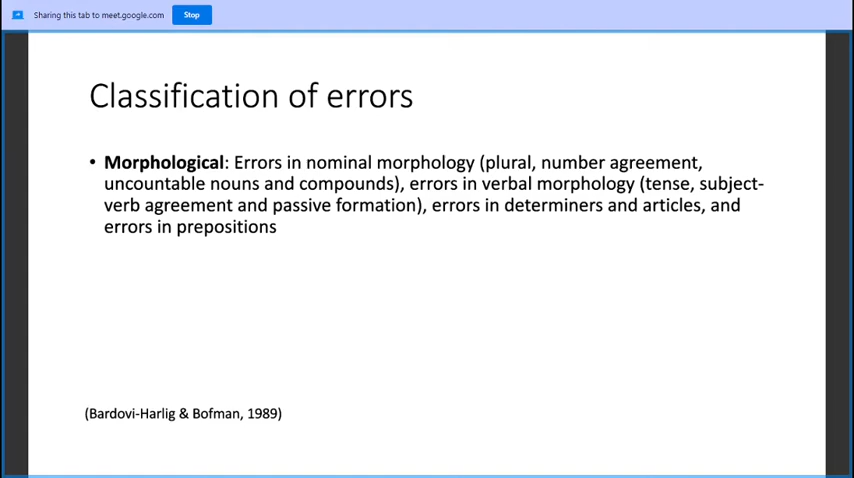 Sharing this tab to meet.google.com Stop
Classification of errors
• Morphological: Errors in nominal morphology (plural, number agreement,
uncountable nouns and compounds), errors in verbal morphology (tense, subject-
verb agreement and passive formation), errors in determiners and articles, and
errors in prepositions
(Bardovi-Harlig & Bofman, 1989)